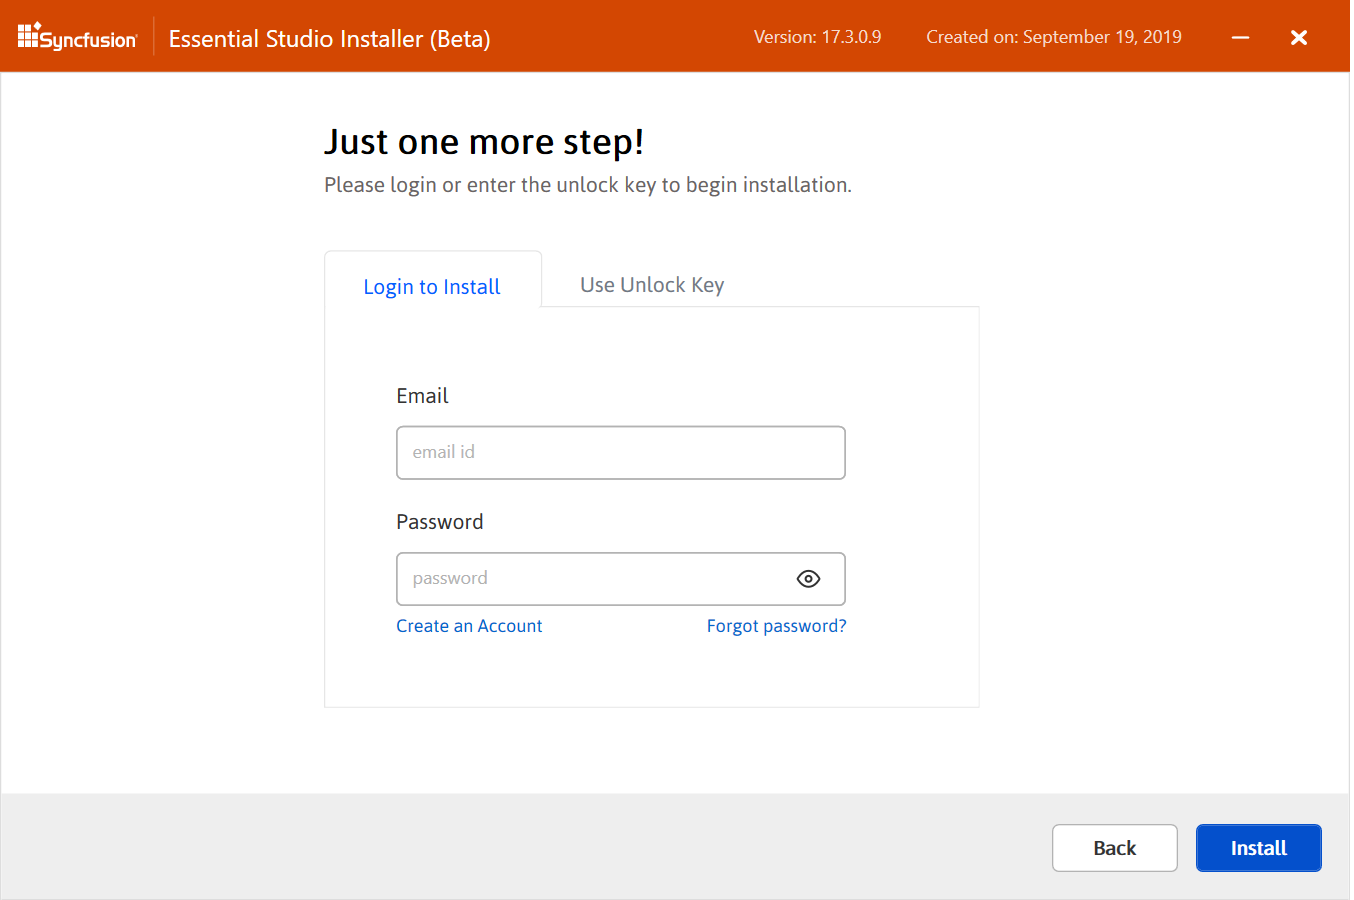 Syncfusion
Essential Studio Installer (Beta)
Version: 17.3.0.9
Created on: September 19, 2019
Just one more step!
Please login or enter the unlock key to begin installation.
Login to Install
Use Unlock Key
Email
email id
Password
password
Create an Account
Forgot password?
Back
Install